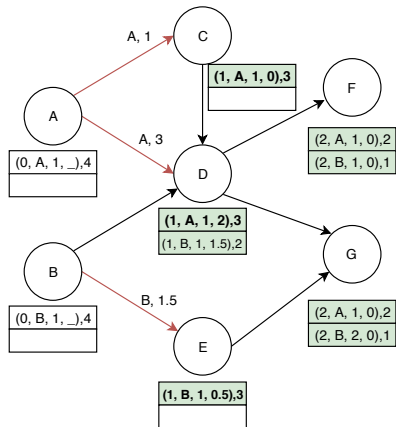 A, 1
C
(1, A, 1, 0),3
F
A
A, 3
(0, A, 1, _),4
(2, A, 1, 0),2
(2, B, 1, 0),1
D
(1, A, 1, 2),3
(1, B, 1, 1.5),2
B
G
B, 1.5
(0, B, 1, _),4
(2, A, 1, 0),2
(2, B, 2, 0),1
E
(1, B, 1, 0.5),3